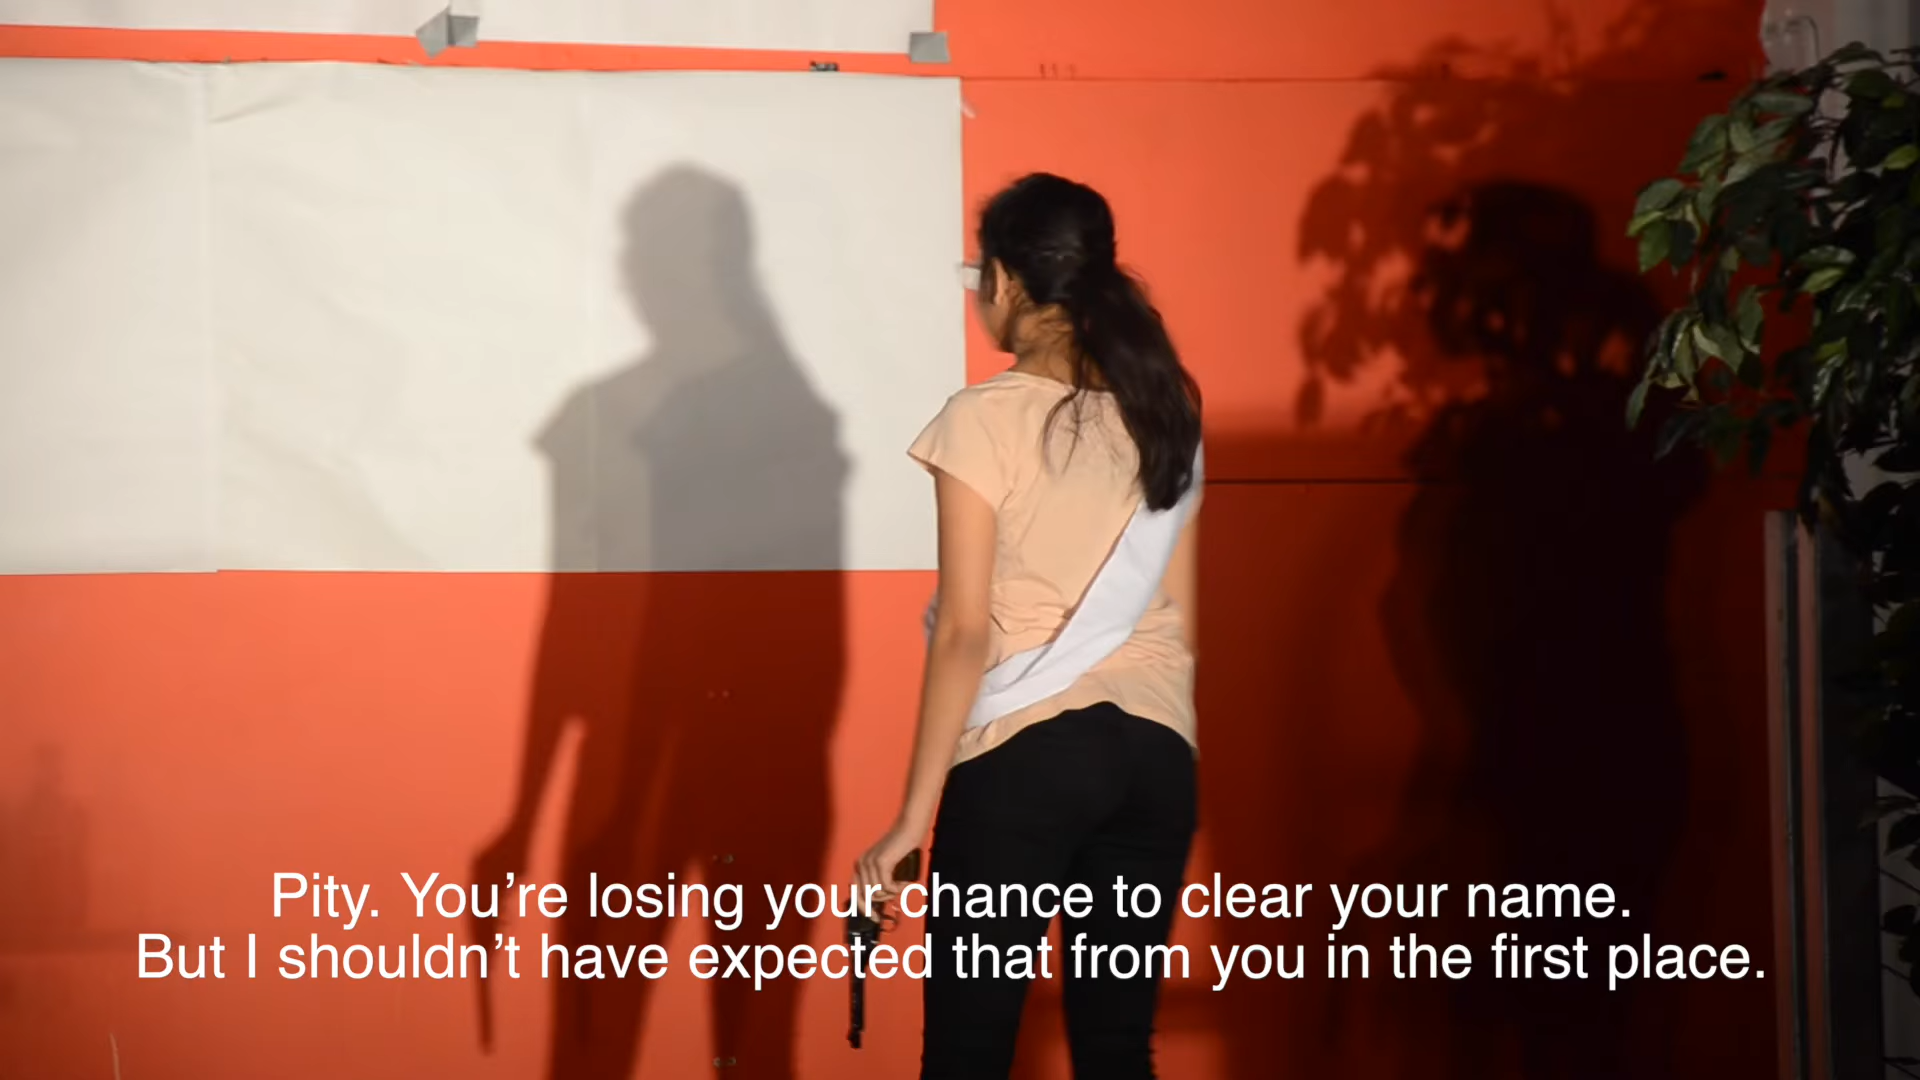 Pity. You’re losing your chance to clear your name.
But I shouldn’t have expected that from you in the first place.